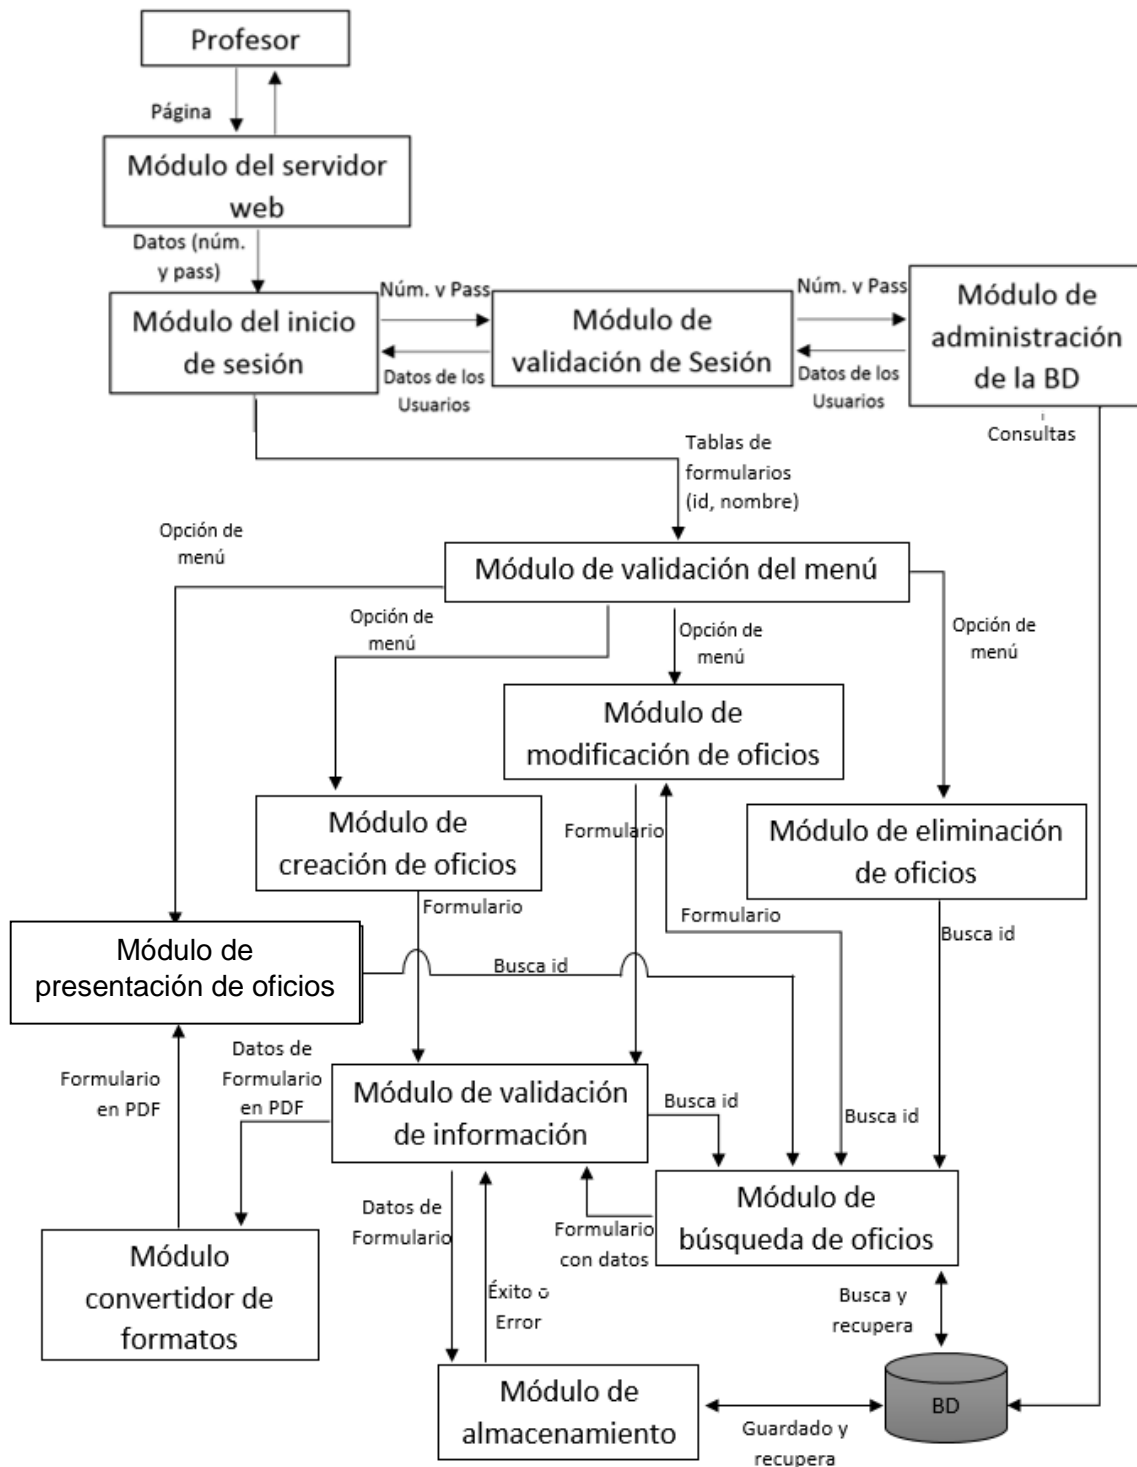 Profesor
Página
Módulo del servidor
web
Datos (núm.
y pass)
Módulo del inicio
de sesión
Núm. v Pass
Datos de los
Usuarios
Módulo de
validación de Sesión
Núm. v Pass
Datos de los
Usuarios
Módulo de
administración
de la BD
Consultas
Tablas de
formularios
(id, nombre)
Opción de
menú
Módulo de validación del menú
Opción de
menú
Opción de
menú
Opción de
menú
Módulo de
modificación de oficios
Módulo de
creación de oficios
Formulario
Módulo de eliminación
de oficios
Formulario
Formulario
Busca id
Módulo de
presentación de oficios
Busca id
Formulario
en PDF
Datos de
Formulario
en PDF
Módulo de validación
de información
Busca id
Busca id
Módulo de
búsqueda de oficios
Datos de
Formulario
Formulario
con datos
Módulo
convertidor de
formatos
Éxito o
Error
Busca y
recupera
Módulo de
almacenamiento
Guardado y
recupera
BD